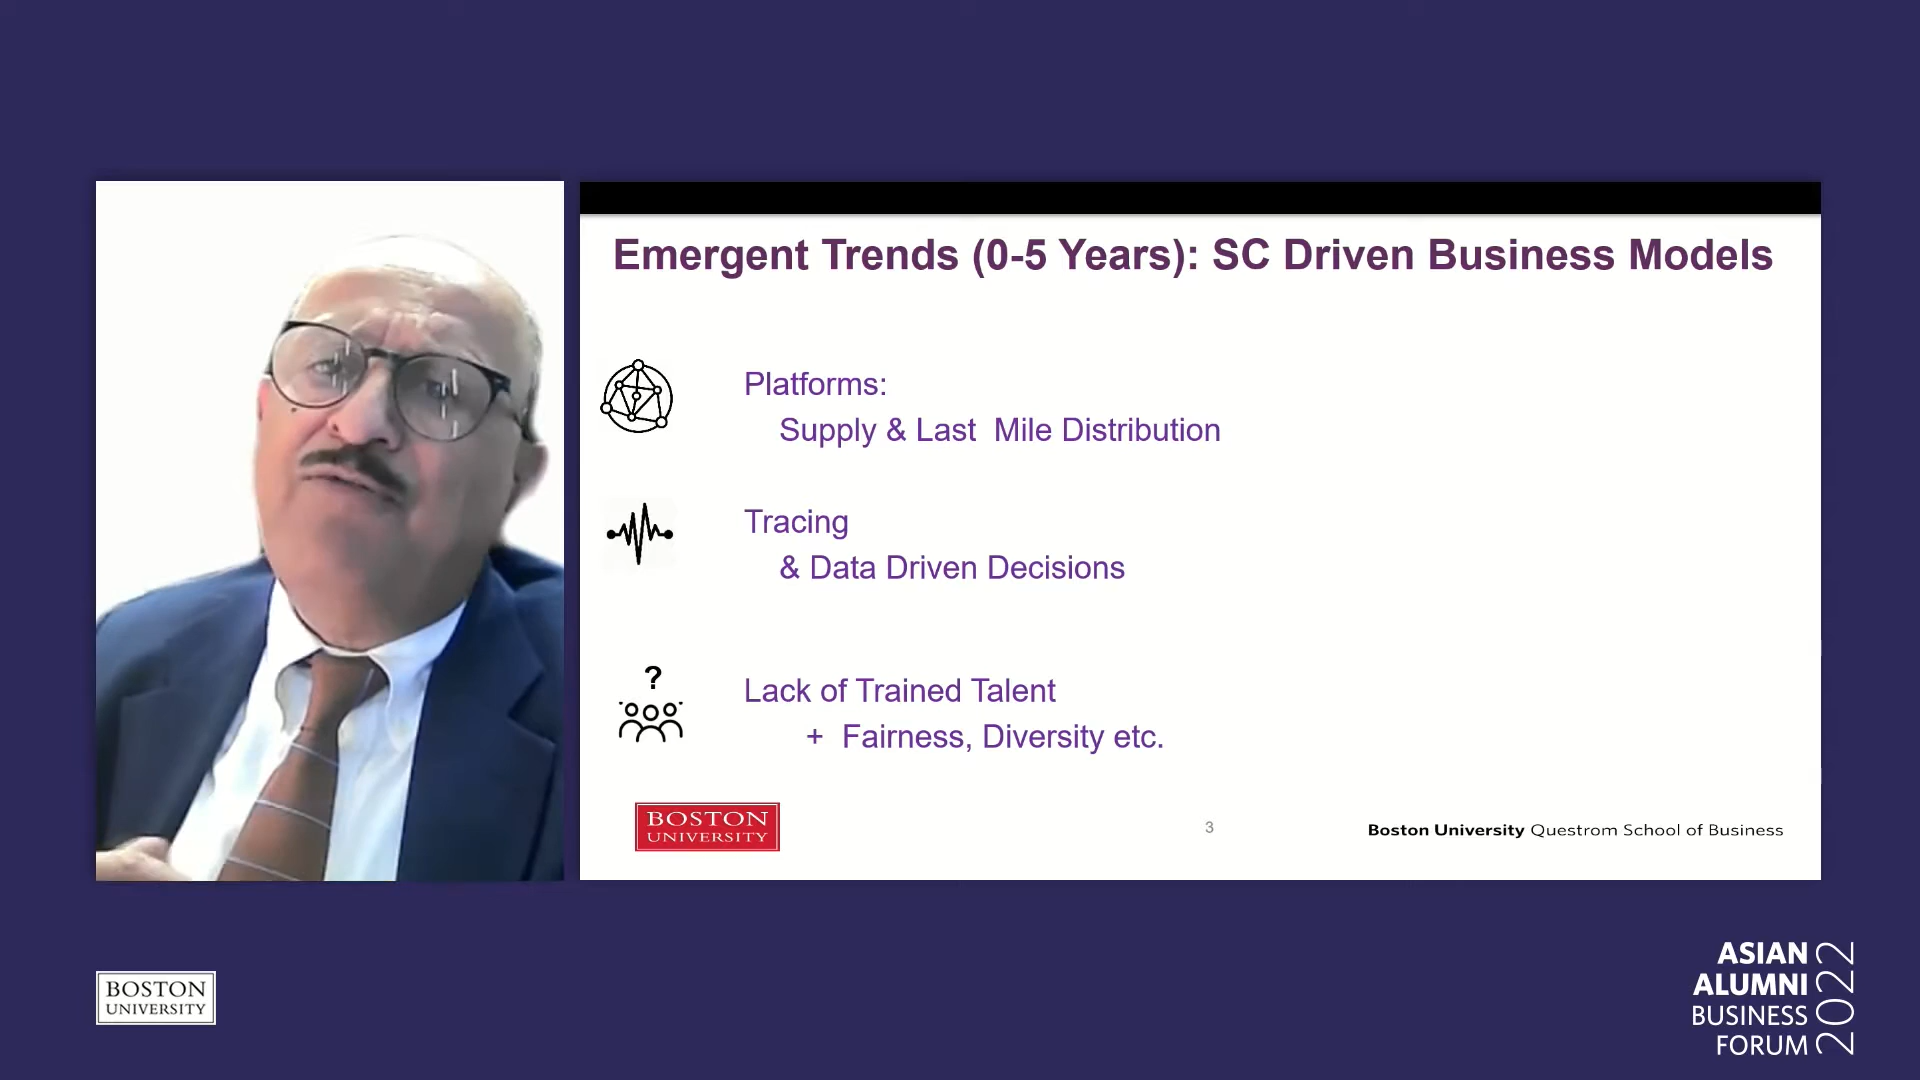 Emergent Trends (0-5 Years): SC Driven Business Models
Platforms:
Supply & Last Mile Distribution
Tracing
& Data Driven Decisions
?
Lack of Trained Talent
+ Fairness, Diversity etc.
BOSTON
UNIVERSITY
3
Boston University Questrom School of Business
BOSTON
UNIVERSITY
ASIAN
ALUMNI
BUSINESS
FORUM
2022